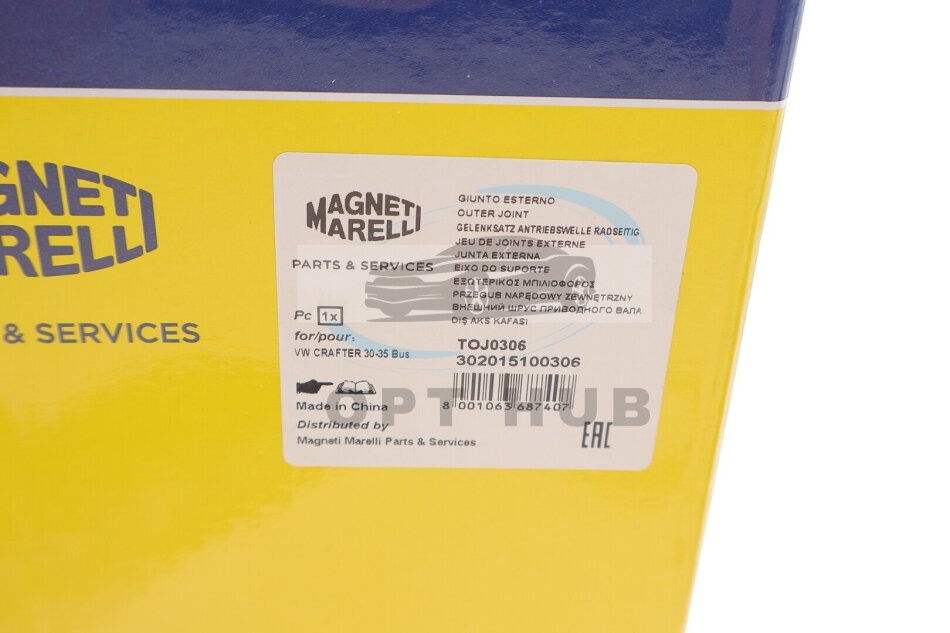 GNETI
RELLI
& SERVICES
MAGNETI
MARELLI
PARTS & SERVICES
Pc 1x
for/pour:
VW CRAFTER 30-35 Bus
Made in China
Distributed by
Magneti Marelli Parts & Services
GIUNTO ESTERNO
OUTER JOINT
GELENKSATZ ANTRIEBSWELLE RADSEITIG
JEU DE JOINTS EXTERNE
JUNTA EXTERNA
EIXO DO SUPORTE
ΕΞΩΤΕΡΙΚΟΣ ΜΠΙΛΙΟΦΟΡΟΣ
PRZEGUB NAPĘDOWY ZEWNĘTRZNY
ВНЕШНИЙ ШРУС ПРИВОДНОГО ВАЛА
DIŞ AKS KAFASI
TOJ0306
302015100306
8 001063 687407
EAC
OPT HUB